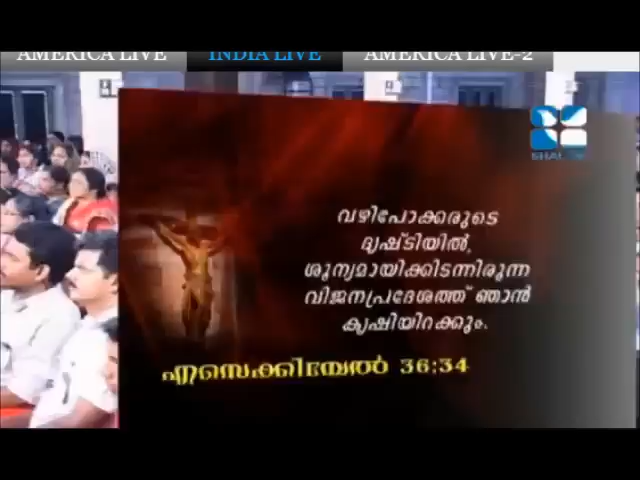 AMERICA LIVE INDIA LIVE AMERICA LIVE-2
വഴിപോക്കരുടെ
ദൃഷ്ടിയിൽ,
ശൂന്യമായിക്കിടന്നിരുന്ന
വിജനപ്രദേശത്ത് ഞാൻ
കൃഷിയിറക്കും.
എസെക്കിയേൽ 36:34